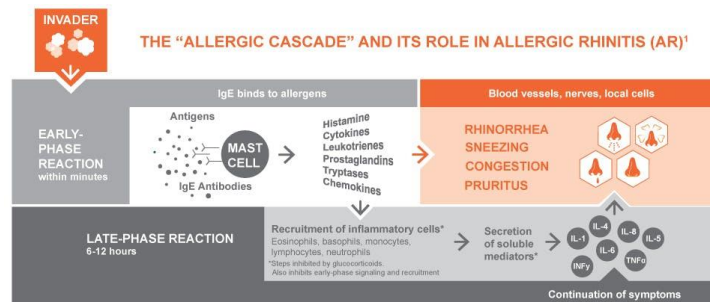 INVADER
THE “ALLERGIC CASCADE” AND ITS ROLE IN ALLERGIC RHINITIS (AR)¹
IgE binds to allergens
Blood vessels, nerves, local cells
EARLY-
PHASE
REACTION
within minutes
Antigens
MAST
CELL
IgE Antibodies
Histamine
Cytokines
Leukotrienes
Prostaglandins
Tryptases
Chemokines
RHINORRHEA
SNEEZING
CONGESTION
PRURITUS
LATE-PHASE REACTION
6-12 hours
Recruitment of inflammatory cells*
Eosinophils, basophils, monocytes,
lymphocytes, neutrophils
*Steps inhibited by glucocorticoids.
Also inhibits early-phase signaling and recruitment
Secretion
of soluble
mediators*
IL-1
IL-4
IL-8
IL-5
IL-6
INFγ
TNFα
Continuation of symptoms